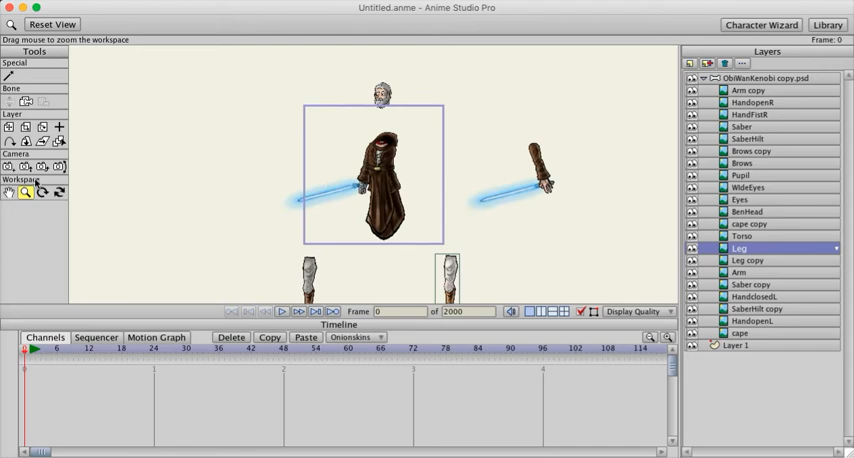 Untitled.anme - Anime Studio Pro
Reset View
Character Wizard
Library
Drag mouse to zoom the workspace
Frame: 0
Tools
Special
Bone
Layer
Camera
Workspace
Layers
ObiWanKenobi copy.psd
Arm copy
HandopenR
HandFistR
Saber
SaberHilt
Brows copy
Brows
Pupil
WIdeEyes
Eyes
BenHead
cape copy
Torso
Leg
Leg copy
Arm
Saber copy
HandclosedL
SaberHilt copy
HandopenL
cape
Layer 1
Frame 0 of 2000
Display Quality
Timeline
Channels Sequencer Motion Graph Delete Copy Paste Onionskins
0 6 12 18 24 30 36 42 48 54 60 66 72 78 84 90 96 102 108 114
0 1 2 3 4